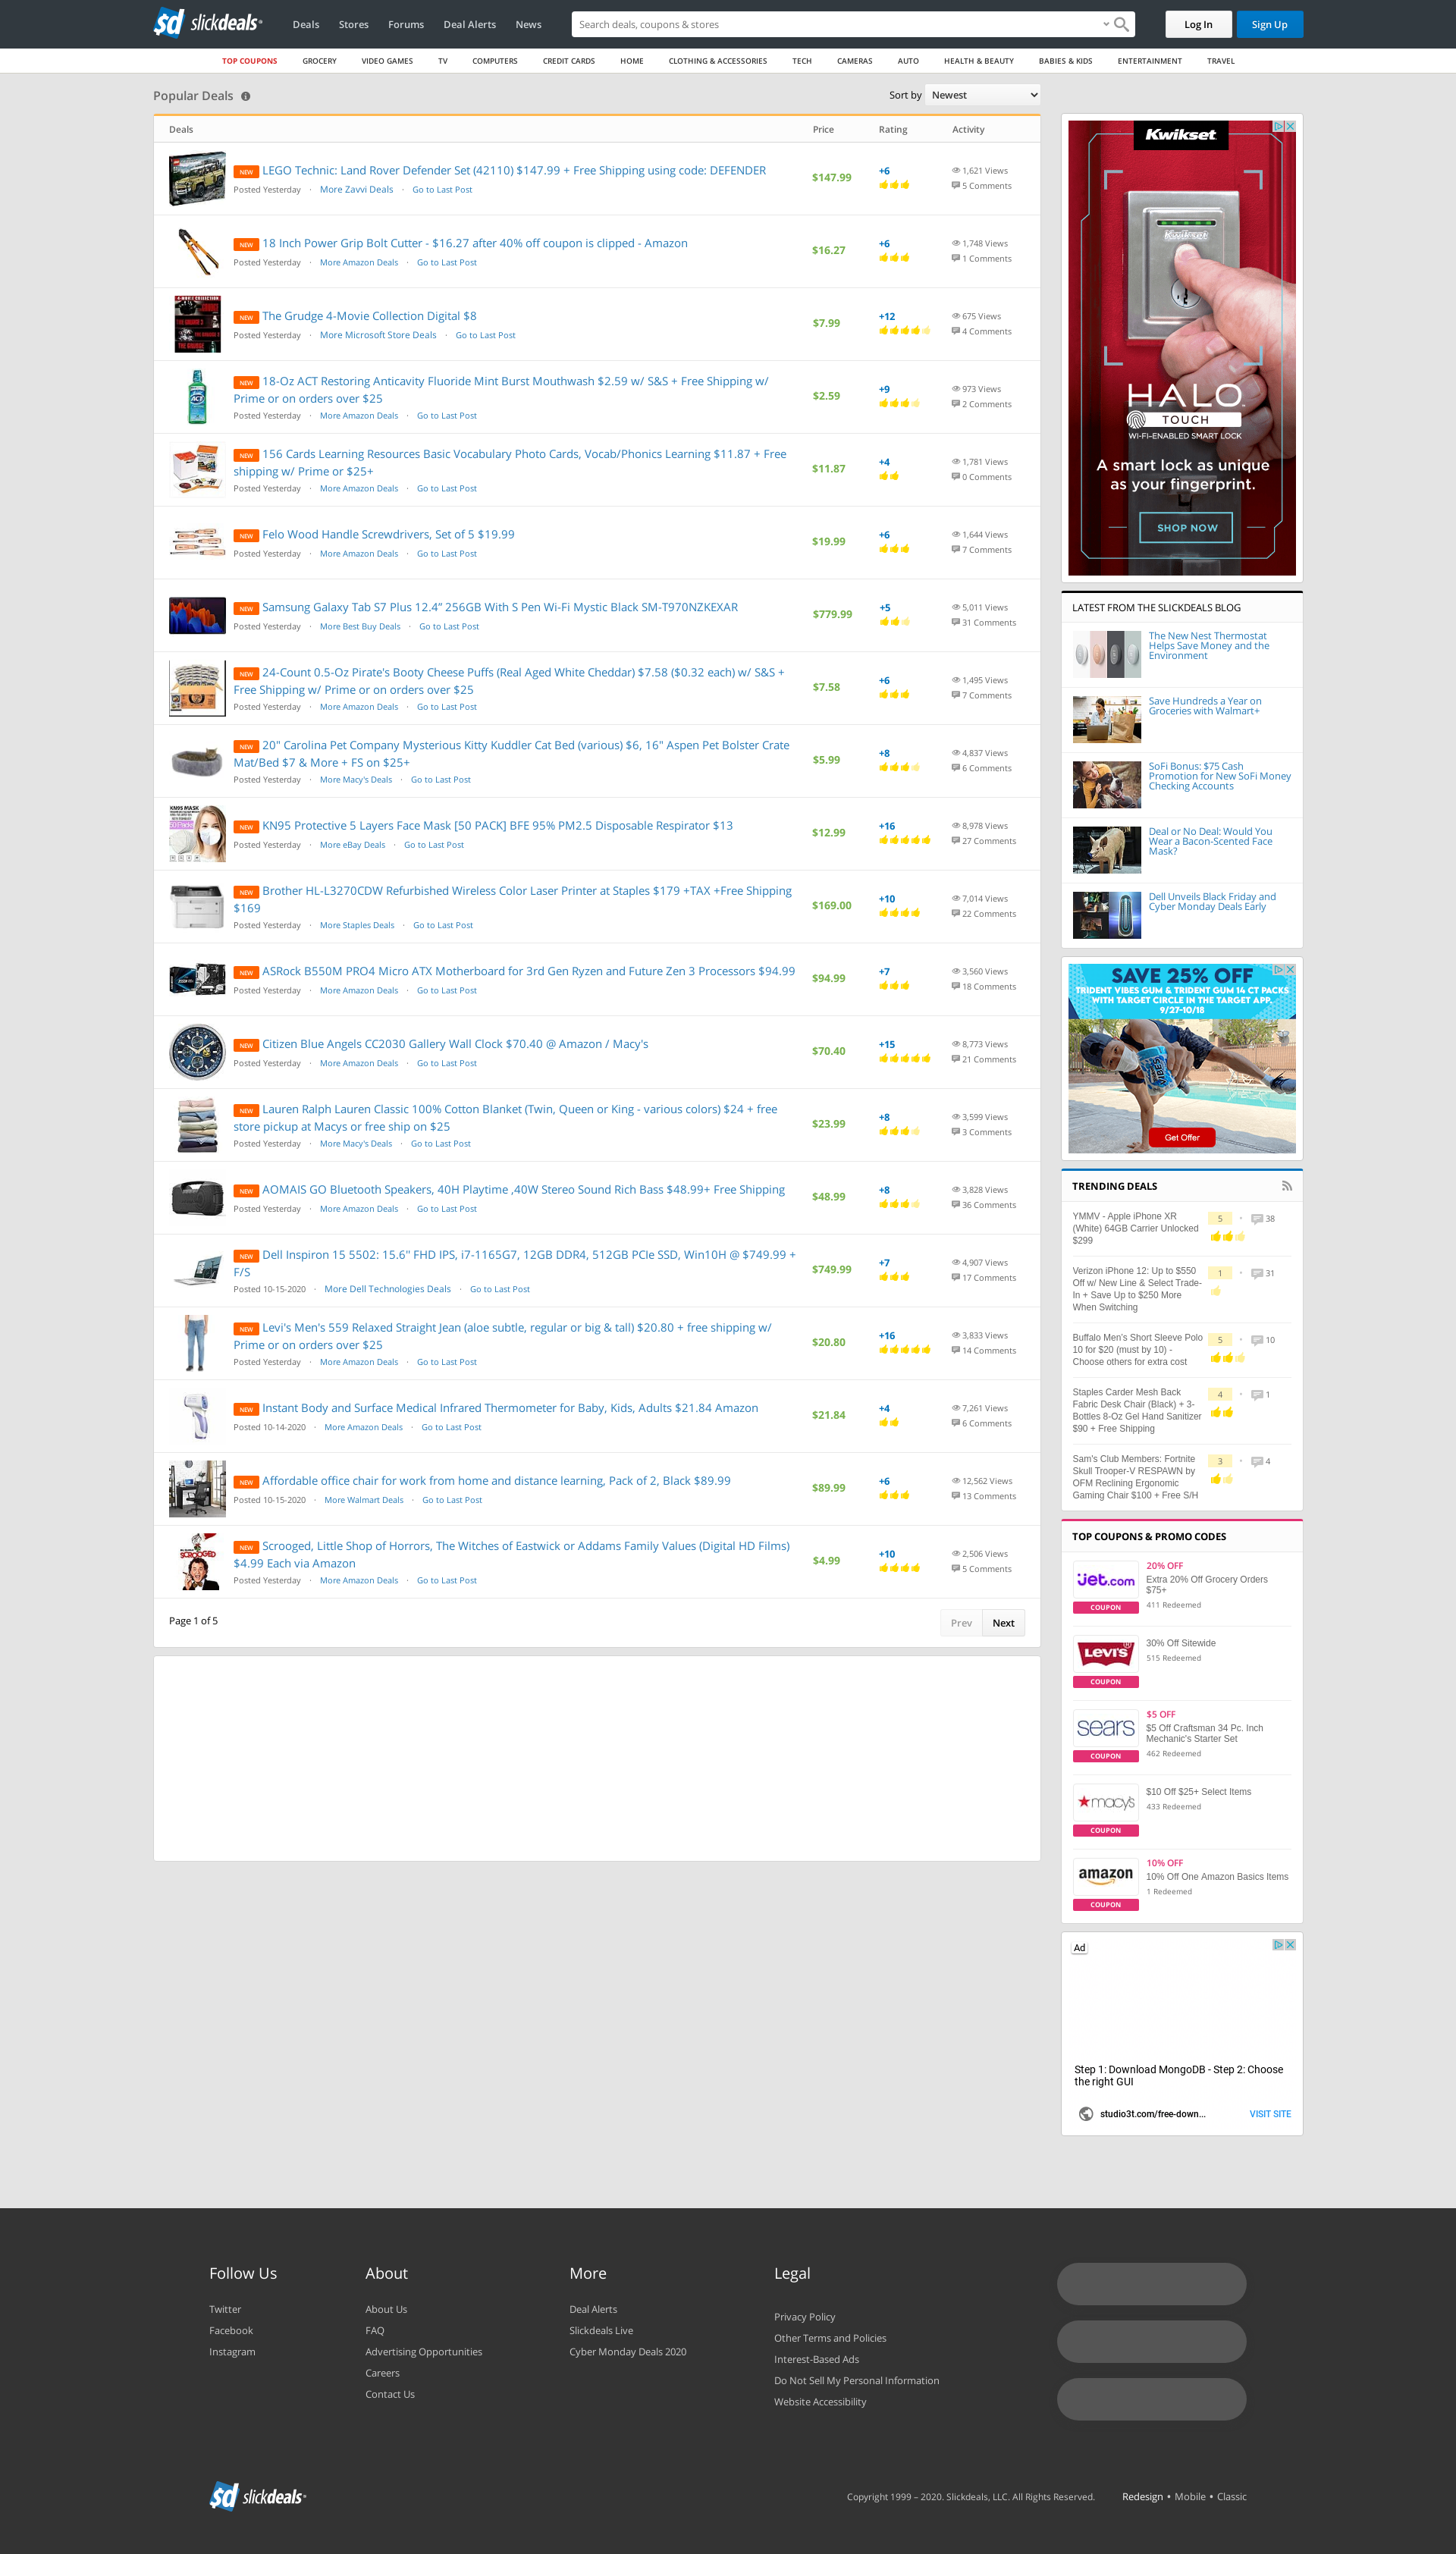 sd slickdeals
Deals Stores Forums Deal Alerts News
Search deals, coupons & stores
Log In Sign Up
TOP COUPONS GROCERY VIDEO GAMES TV COMPUTERS CREDIT CARDS HOME CLOTHING & ACCESSORIES TECH CAMERAS AUTO HEALTH & BEAUTY BABIES & KIDS ENTERTAINMENT TRAVEL
Popular Deals
Sort by Newest
Deals Price Rating Activity
NEW LEGO Technic: Land Rover Defender Set (42110) $147.99 + Free Shipping using code: DEFENDER
Posted Yesterday · More Zavvi Deals · Go to Last Post
$147.99 +6 1,621 Views
5 Comments
NEW 18 Inch Power Grip Bolt Cutter - $16.27 after 40% off coupon is clipped - Amazon
Posted Yesterday · More Amazon Deals · Go to Last Post
$16.27 +6 1,748 Views
1 Comments
NEW The Grudge 4-Movie Collection Digital $8
Posted Yesterday · More Microsoft Store Deals · Go to Last Post
$7.99 +12 675 Views
4 Comments
NEW 18-Oz ACT Restoring Anticavity Fluoride Mint Burst Mouthwash $2.59 w/ S&S + Free Shipping w/
Prime or on orders over $25
Posted Yesterday · More Amazon Deals · Go to Last Post
$2.59 +9 973 Views
2 Comments
NEW 156 Cards Learning Resources Basic Vocabulary Photo Cards, Vocab/Phonics Learning $11.87 + Free
shipping w/ Prime or $25+
Posted Yesterday · More Amazon Deals · Go to Last Post
$11.87 +4 1,781 Views
0 Comments
NEW Felo Wood Handle Screwdrivers, Set of 5 $19.99
Posted Yesterday · More Amazon Deals · Go to Last Post
$19.99 +6 1,644 Views
7 Comments
NEW Samsung Galaxy Tab S7 Plus 12.4” 256GB With S Pen Wi-Fi Mystic Black SM-T970NZKEXAR
Posted Yesterday · More Best Buy Deals · Go to Last Post
$779.99 +5 5,011 Views
31 Comments
NEW 24-Count 0.5-Oz Pirate's Booty Cheese Puffs (Real Aged White Cheddar) $7.58 ($0.32 each) w/ S&S +
Free Shipping w/ Prime or on orders over $25
Posted Yesterday · More Amazon Deals · Go to Last Post
$7.58 +6 1,495 Views
7 Comments
NEW 20" Carolina Pet Company Mysterious Kitty Kuddler Cat Bed (various) $6, 16" Aspen Pet Bolster Crate
Mat/Bed $7 & More + FS on $25+
Posted Yesterday · More Macy's Deals · Go to Last Post
$5.99 +8 4,837 Views
6 Comments
KN95 MASK
NEW KN95 Protective 5 Layers Face Mask [50 PACK] BFE 95% PM2.5 Disposable Respirator $13
Posted Yesterday · More eBay Deals · Go to Last Post
$12.99 +16 8,978 Views
27 Comments
NEW Brother HL-L3270CDW Refurbished Wireless Color Laser Printer at Staples $179 +TAX +Free Shipping
$169
Posted Yesterday · More Staples Deals · Go to Last Post
$169.00 +10 7,014 Views
22 Comments
NEW ASRock B550M PRO4 Micro ATX Motherboard for 3rd Gen Ryzen and Future Zen 3 Processors $94.99
Posted Yesterday · More Amazon Deals · Go to Last Post
$94.99 +7 3,560 Views
18 Comments
NEW Citizen Blue Angels CC2030 Gallery Wall Clock $70.40 @ Amazon / Macy's
Posted Yesterday · More Amazon Deals · Go to Last Post
$70.40 +15 8,773 Views
21 Comments
NEW Lauren Ralph Lauren Classic 100% Cotton Blanket (Twin, Queen or King - various colors) $24 + free
store pickup at Macys or free ship on $25
Posted Yesterday · More Macy's Deals · Go to Last Post
$23.99 +8 3,599 Views
3 Comments
NEW AOMAIS GO Bluetooth Speakers, 40H Playtime ,40W Stereo Sound Rich Bass $48.99+ Free Shipping
Posted Yesterday · More Amazon Deals · Go to Last Post
$48.99 +8 3,828 Views
36 Comments
NEW Dell Inspiron 15 5502: 15.6" FHD IPS, i7-1165G7, 12GB DDR4, 512GB PCIe SSD, Win10H @ $749.99 +
F/S
Posted 10-15-2020 · More Dell Technologies Deals · Go to Last Post
$749.99 +7 4,907 Views
17 Comments
NEW Levi's Men's 559 Relaxed Straight Jean (aloe subtle, regular or big & tall) $20.80 + free shipping w/
Prime or on orders over $25
Posted Yesterday · More Amazon Deals · Go to Last Post
$20.80 +16 3,833 Views
14 Comments
NEW Instant Body and Surface Medical Infrared Thermometer for Baby, Kids, Adults $21.84 Amazon
Posted 10-14-2020 · More Amazon Deals · Go to Last Post
$21.84 +4 7,261 Views
6 Comments
NEW Affordable office chair for work from home and distance learning, Pack of 2, Black $89.99
Posted 10-15-2020 · More Walmart Deals · Go to Last Post
$89.99 +6 12,562 Views
13 Comments
SCROOGED
NEW Scrooged, Little Shop of Horrors, The Witches of Eastwick or Addams Family Values (Digital HD Films)
$4.99 Each via Amazon
Posted Yesterday · More Amazon Deals · Go to Last Post
$4.99 +10 2,506 Views
5 Comments
Page 1 of 5
Prev Next
Kwikset
Kwikset
HALO
TOUCH
WI-FI-ENABLED SMART LOCK
A smart lock as unique
as your fingerprint.
SHOP NOW
LATEST FROM THE SLICKDEALS BLOG
The New Nest Thermostat
Helps Save Money and the
Environment
Save Hundreds a Year on
Groceries with Walmart+
SoFi Bonus: $75 Cash
Promotion for New SoFi Money
Checking Accounts
Deal or No Deal: Would You
Wear a Bacon-Scented Face
Mask?
Dell Unveils Black Friday and
Cyber Monday Deals Early
SAVE 25% OFF
TRIDENT VIBES GUM & TRIDENT GUM 14 CT PACKS
WITH TARGET CIRCLE IN THE TARGET APP.
9/27-10/18
Get Offer
TRENDING DEALS
YMMV - Apple iPhone XR
(White) 64GB Carrier Unlocked
$299
5 · 38
Verizon iPhone 12: Up to $550
Off w/ New Line & Select Trade-
In + Save Up to $250 More
When Switching
1 · 31
Buffalo Men's Short Sleeve Polo
10 for $20 (must by 10) -
Choose others for extra cost
5 · 10
Staples Carder Mesh Back
Fabric Desk Chair (Black) + 3-
Bottles 8-Oz Gel Hand Sanitizer
$90 + Free Shipping
4 · 1
Sam's Club Members: Fortnite
Skull Trooper-V RESPAWN by
OFM Reclining Ergonomic
Gaming Chair $100 + Free S/H
3 · 4
TOP COUPONS & PROMO CODES
jet.com
COUPON
20% OFF
Extra 20% Off Grocery Orders
$75+
411 Redeemed
LEVI'S
COUPON
30% Off Sitewide
515 Redeemed
sears
COUPON
$5 OFF
$5 Off Craftsman 34 Pc. Inch
Mechanic's Starter Set
462 Redeemed
macy's
COUPON
$10 Off $25+ Select Items
433 Redeemed
amazon
COUPON
10% OFF
10% Off One Amazon Basics Items
1 Redeemed
Ad
Step 1: Download MongoDB - Step 2: Choose
the right GUI
studio3t.com/free-down... VISIT SITE
Follow Us
Twitter
Facebook
Instagram
About
About Us
FAQ
Advertising Opportunities
Careers
Contact Us
More
Deal Alerts
Slickdeals Live
Cyber Monday Deals 2020
Legal
Privacy Policy
Other Terms and Policies
Interest-Based Ads
Do Not Sell My Personal Information
Website Accessibility
sd slickdeals
Copyright 1999 – 2020. Slickdeals, LLC. All Rights Reserved.
Redesign • Mobile • Classic